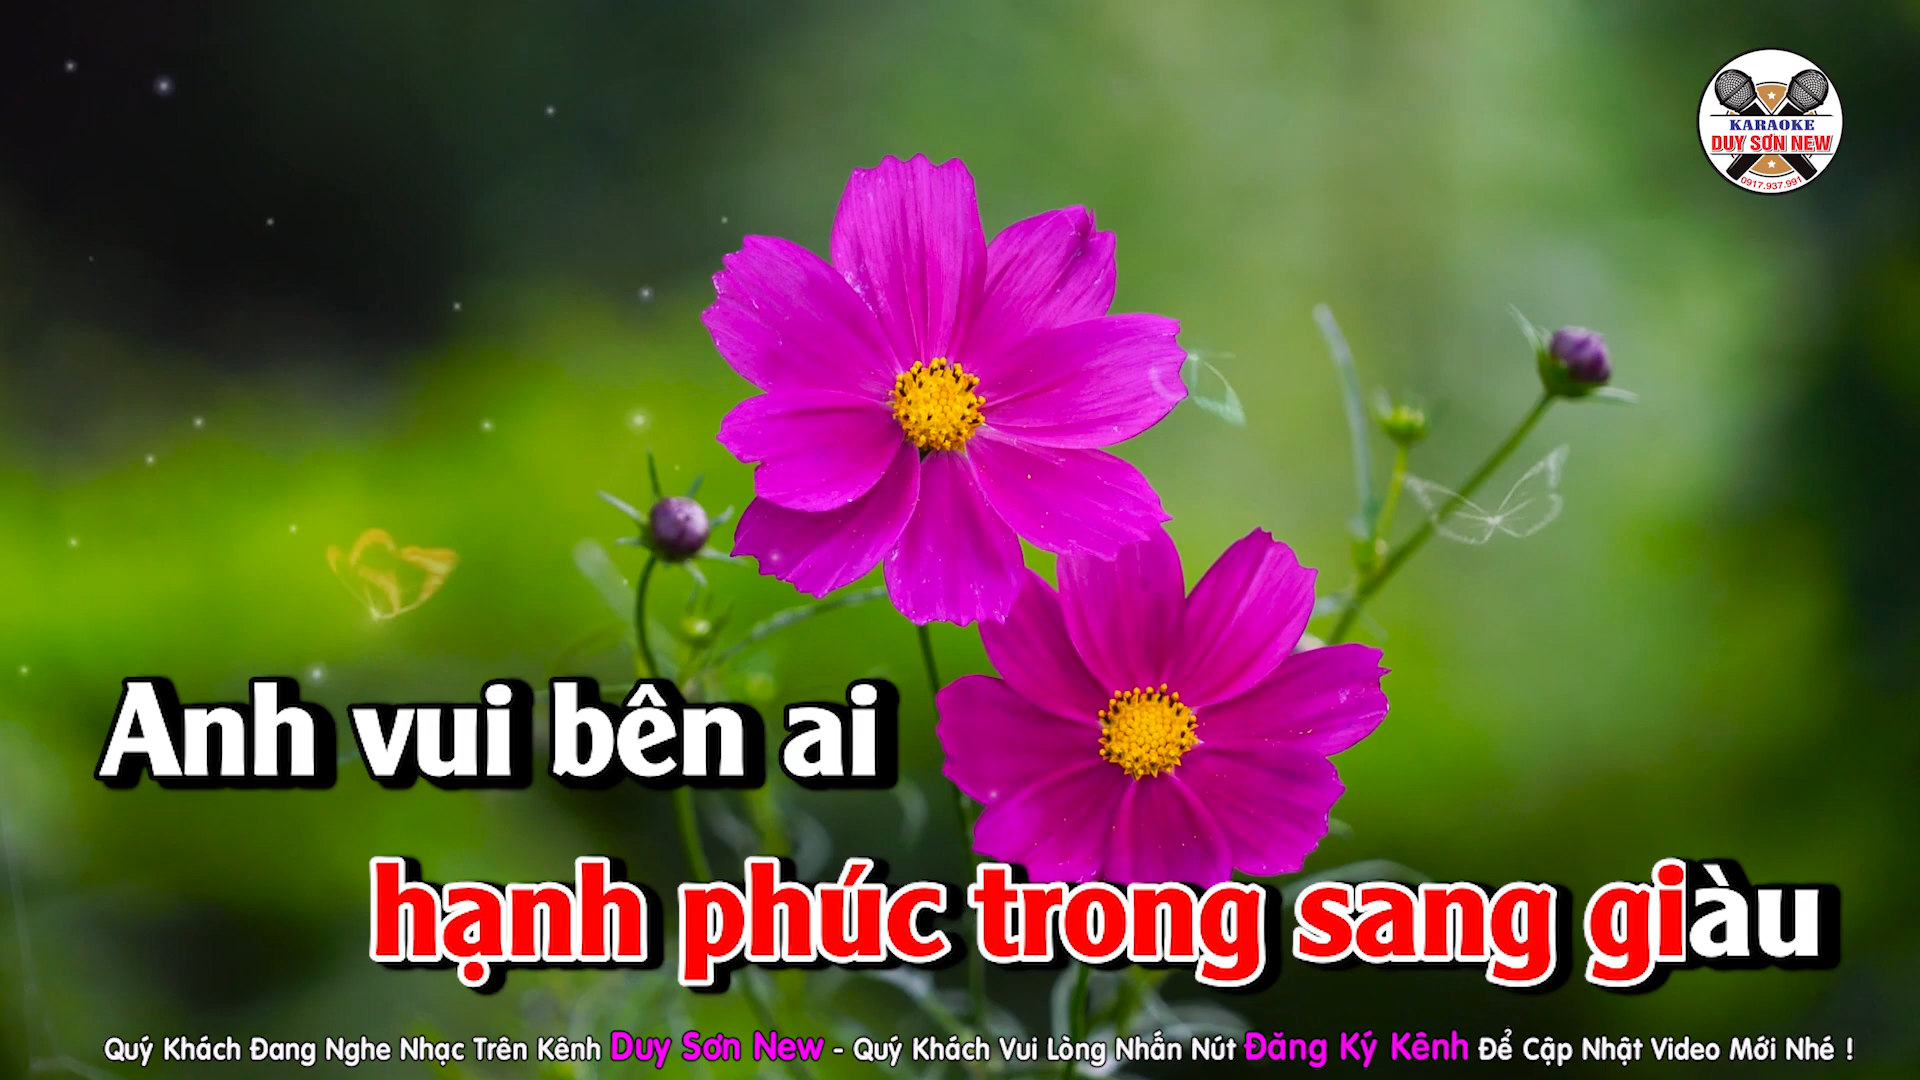 KARAOKE
DUY SƠN NEW
0917.937.991
Anh vui bên ai
hạnh phúc trong sang giàu
Quý Khách Đang Nghe Nhạc Trên Kênh Duy Sơn New - Quý Khách Vui Lòng Nhấn Nút Đăng Ký Kênh Để Cập Nhật Video Mới Nhé !